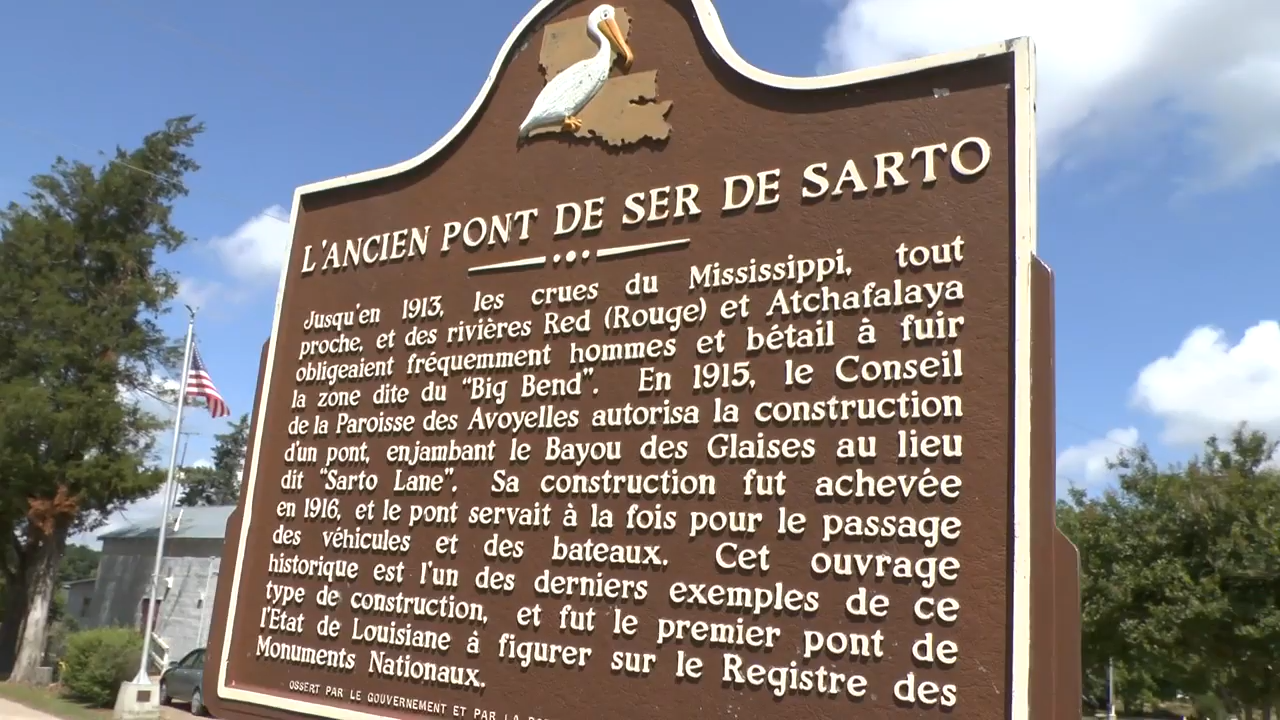 L'ANCIEN PONT DE SER DE SARTO
Jusqu'en 1913, les crues du Mississippi, tout
proche, et des rivières Red (Rouge) et Atchafalaya
obligeaient fréquemment hommes et bétail à fuir
la zone dite du "Big Bend". En 1915, le Conseil
de la Paroisse des Avoyelles autorisa la construction
d'un pont, enjambant le Bayou des Glaises au lieu
dit "Sarto Lane". Sa construction fut achevée
en 1916, et le pont servait à la fois pour le passage
des véhicules et des bateaux. Cet ouvrage
historique est l'un des derniers exemples de ce
type de construction, et fut le premier pont de
l'Etat de Louisiane à figurer sur le Registre des
Monuments Nationaux.
OSSERT PAR LE GOUVERNEMENT ET PAR LA